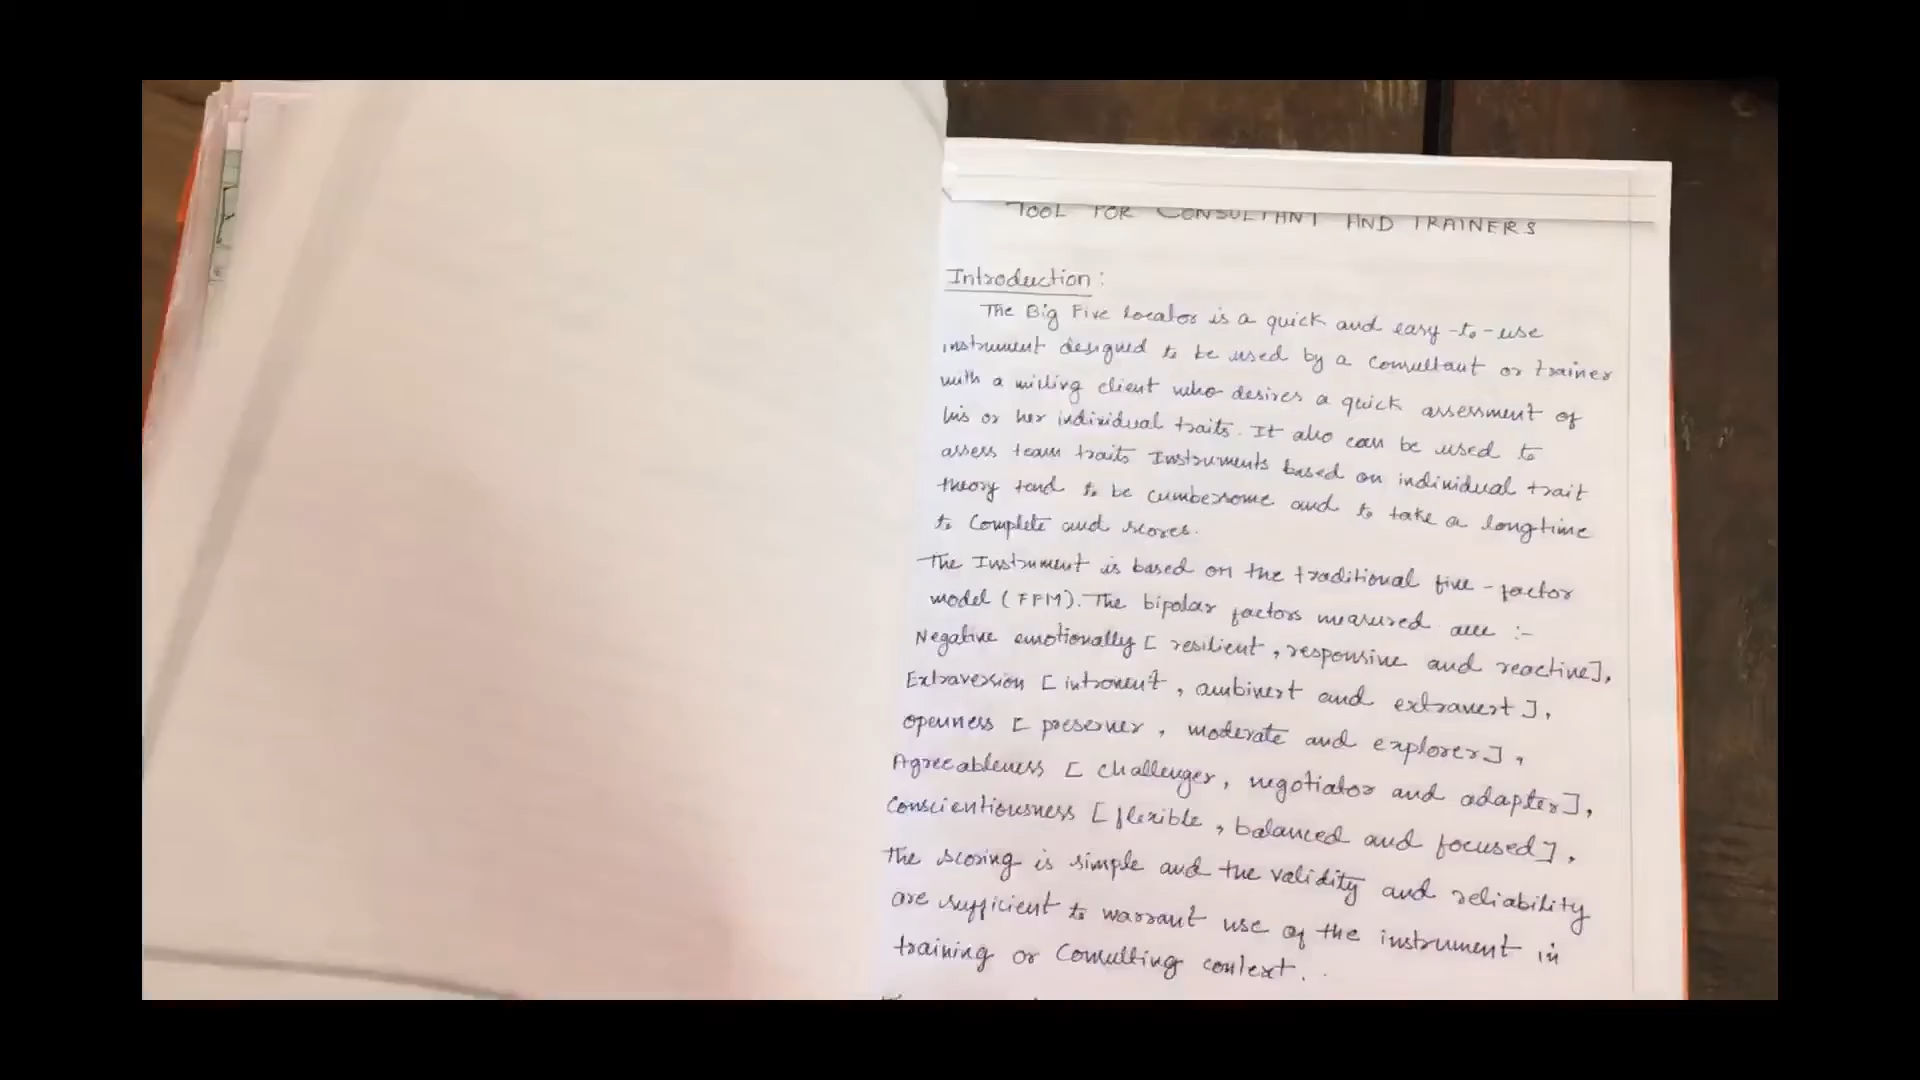 TOOL FOR CONSULTANT AND TRAINERS
Introduction:
The Big Five Locator is a quick and easy-to-use
instrument designed to be used by a consultant or trainer
with a willing client who desires a quick assessment of
his or her individual traits. It also can be used to
assess team traits Instruments based on individual trait
theory tend to be cumbersome and to take a long time
to complete and scores.
The Instrument is based on the traditional five-factor
model (FFM). The bipolar factors measured are :-
Negative emotionally [ resilient, responsive and reactive],
Extraversion [ introvert, ambivert and extravert ],
openness [ preserver, moderate and explorer],
Agreeableness [ challenger, negotiator and adapter],
Conscientiousness [ flexible, balanced and focused],
The scoring is simple and the validity and reliability
are sufficient to warrant use of the instrument in
training or consulting context.